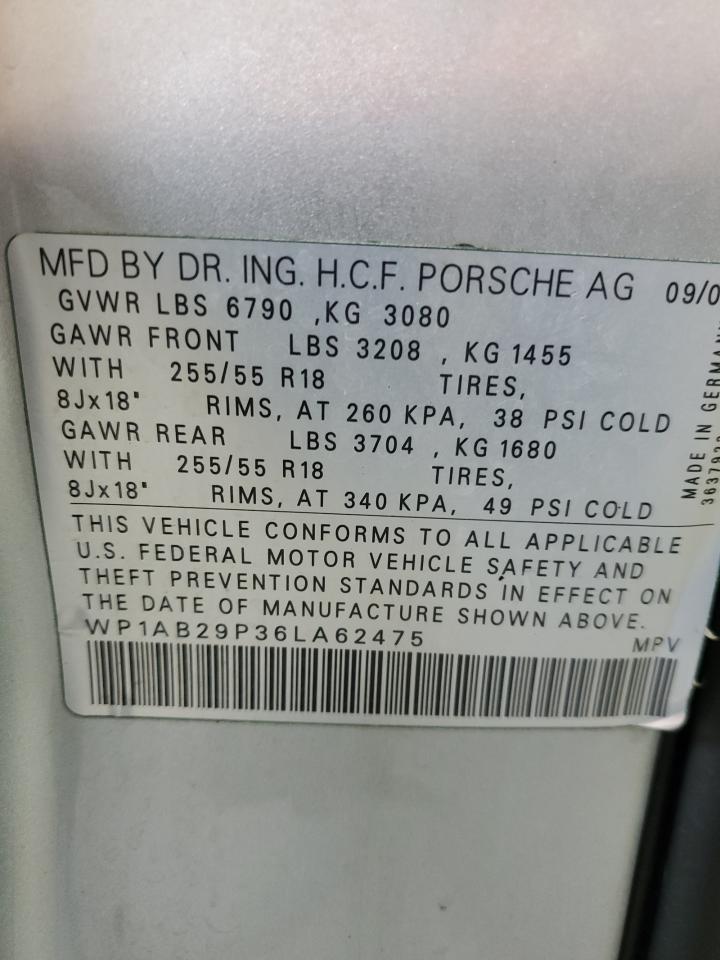 MFD BY DR. ING. H.C.F. PORSCHE AG 09/0
GVWR LBS 6790 ,KG 3080
GAWR FRONT LBS 3208 , KG 1455
WITH 255/55 R18 TIRES,
8Jx18" RIMS, AT 260 KPA, 38 PSI COLD
GAWR REAR LBS 3704 , KG 1680
WITH 255/55 R18 TIRES,
8Jx18" RIMS, AT 340 KPA, 49 PSI COLD
THIS VEHICLE CONFORMS TO ALL APPLICABLE
U.S. FEDERAL MOTOR VEHICLE SAFETY AND
THEFT PREVENTION STANDARDS IN EFFECT ON
THE DATE OF MANUFACTURE SHOWN ABOVE.
WP1AB29P36LA62475 MPV
MADE IN GERMAN